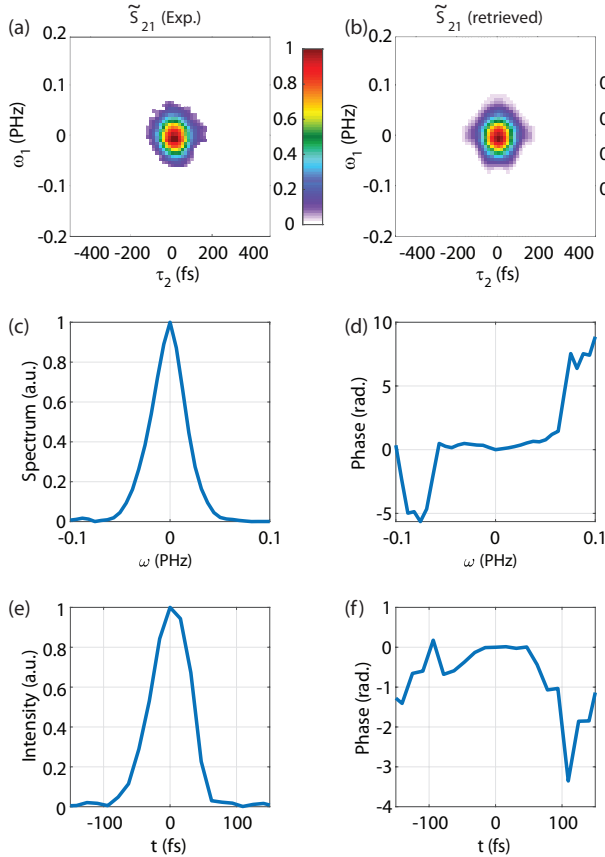 (a) S̃21 (Exp.)
0.2
0.1
0
-0.1
-0.2
ω1 (PHz)
-400 -200 0 200 400
τ2 (fs)
1
0.8
0.6
0.4
0.2
0
(b) S̃21 (retrieved)
0.2
0.1
0
-0.1
-0.2
ω1 (PHz)
-400 -200 0 200 400
τ2 (fs)
0
0
0
(c)
1
0.8
0.6
0.4
0.2
0
Spectrum (a.u.)
-0.1 0 0.1
ω (PHz)
(d)
10
5
0
-5
Phase (rad.)
-0.1 0 0.1
ω (PHz)
(e)
1
0.8
0.6
0.4
0.2
0
Intensity (a.u.)
-100 0 100
t (fs)
(f)
1
0
-1
-2
-3
-4
Phase (rad.)
-100 0 100
t (fs)